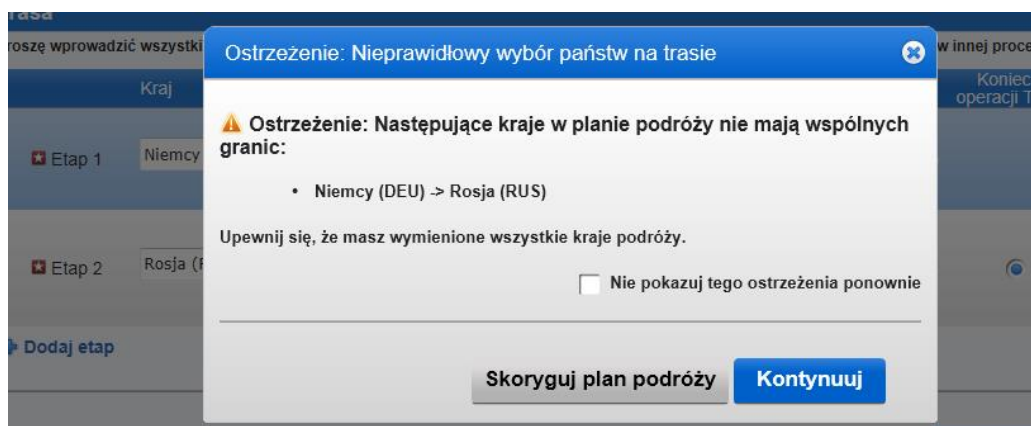 Trasa
roszę wprowadzić wszystki
w innej proce
Ostrzeżenie: Nieprawidłowy wybór państw na trasie
Kraj
Koniec
operacji T
Ostrzeżenie: Następujące kraje w planie podróży nie mają wspólnych
granic:
Etap 1
Niemcy
• Niemcy (DEU) -> Rosja (RUS)
Upewnij się, że masz wymienione wszystkie kraje podróży.
Etap 2
Rosja (R
Nie pokazuj tego ostrzeżenia ponownie
Dodaj etap
Skoryguj plan podróży
Kontynuuj